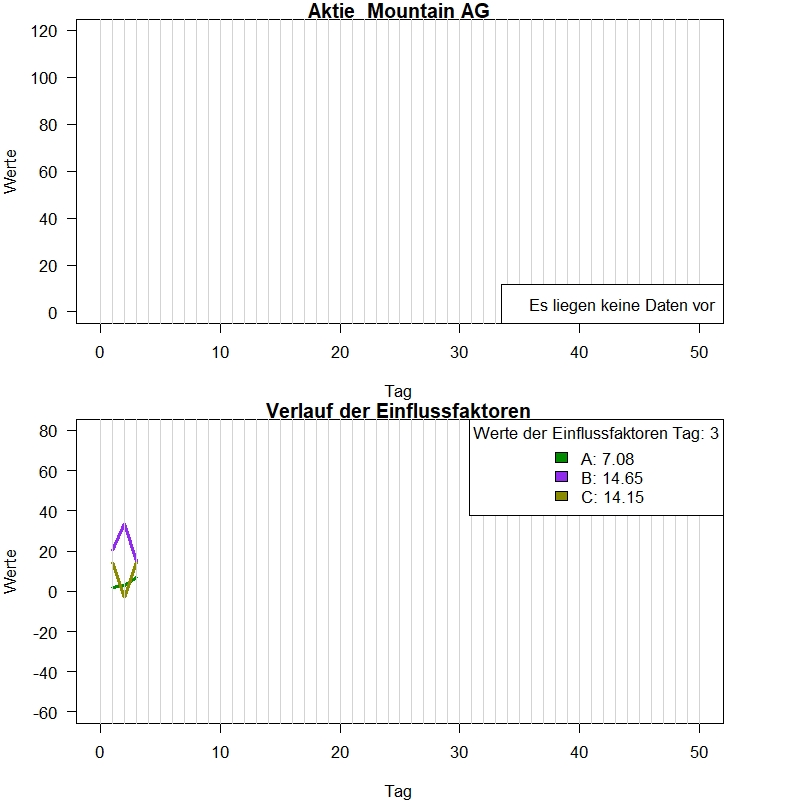 Aktie  Mountain AG
120
100
80
60
40
20
0
Werte
Es liegen keine Daten vor
0 10 20 30 40 50
Tag
Verlauf der Einflussfaktoren
80
60
40
20
0
-20
-40
-60
Werte
Werte der Einflussfaktoren Tag: 3
A: 7.08
B: 14.65
C: 14.15
0 10 20 30 40 50
Tag